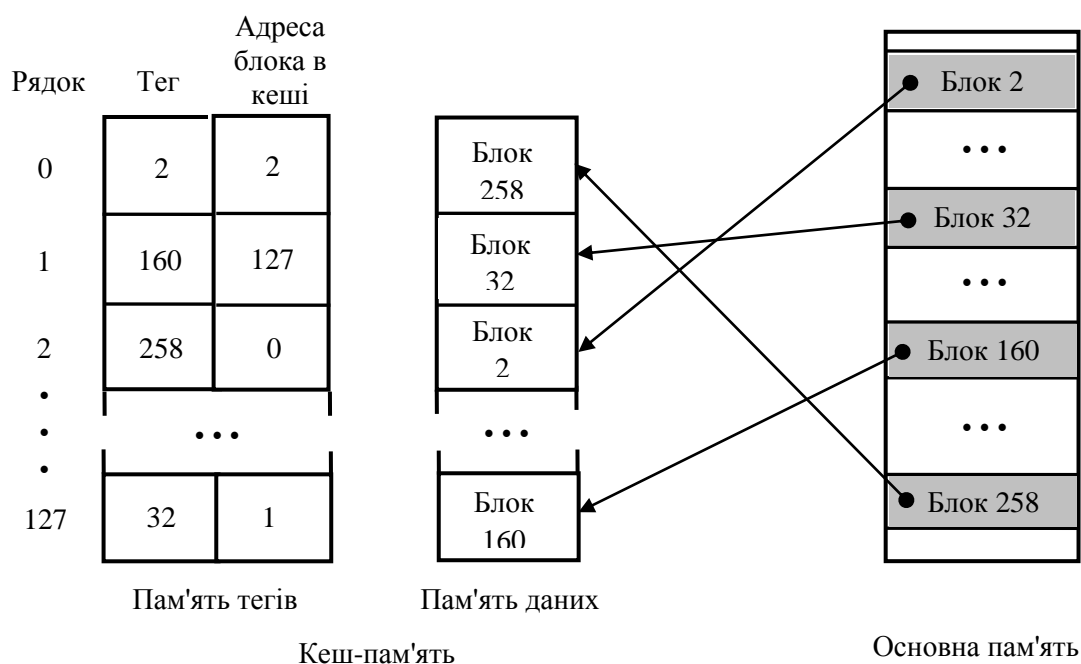 Рядок Тег Адреса
блока в
кеші
0 2 2
1 160 127
2 258 0
...
127 32 1
Пам'ять тегів
Блок
258
Блок
32
Блок
2
...
Блок
160
Пам'ять даних
Кеш-пам'ять
Блок 2
...
Блок 32
...
Блок 160
...
Блок 258
Основна пам'ять